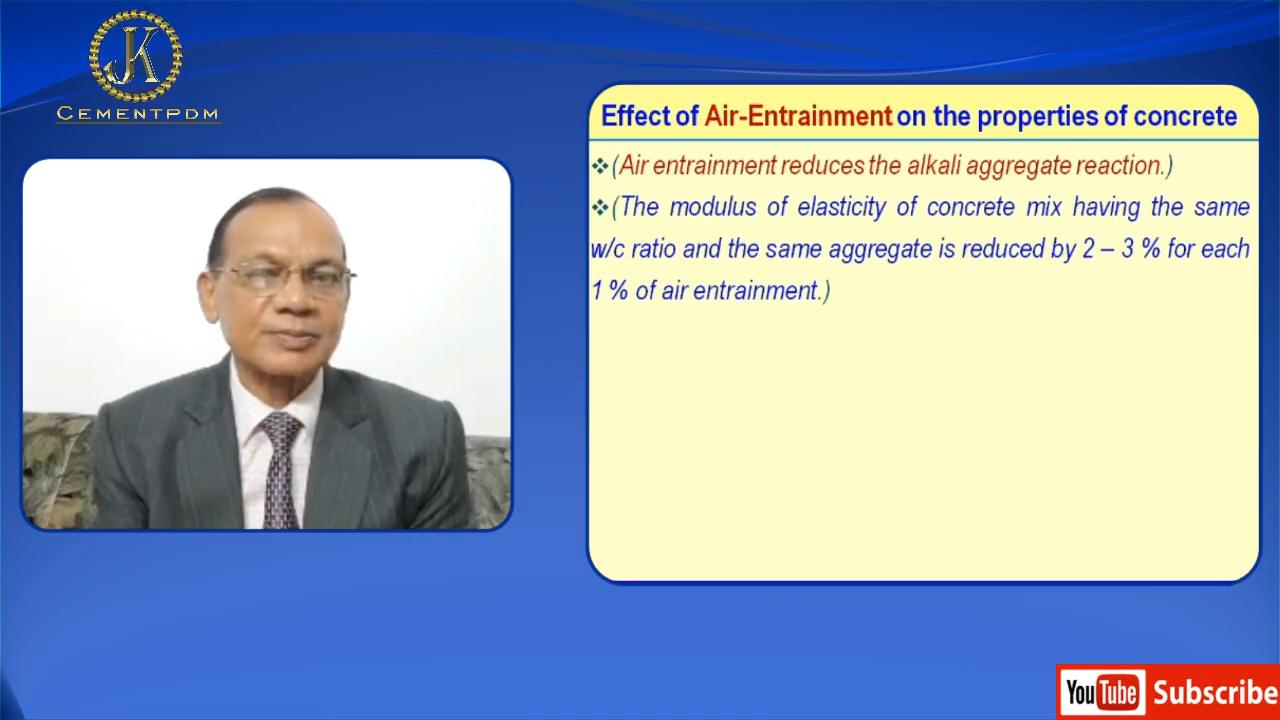 JK
CEMENTPDM
Effect of Air-Entrainment on the properties of concrete
❖(Air entrainment reduces the alkali aggregate reaction.)
❖(The modulus of elasticity of concrete mix having the same
w/c ratio and the same aggregate is reduced by 2 – 3 % for each
1 % of air entrainment.)
YouTube Subscribe